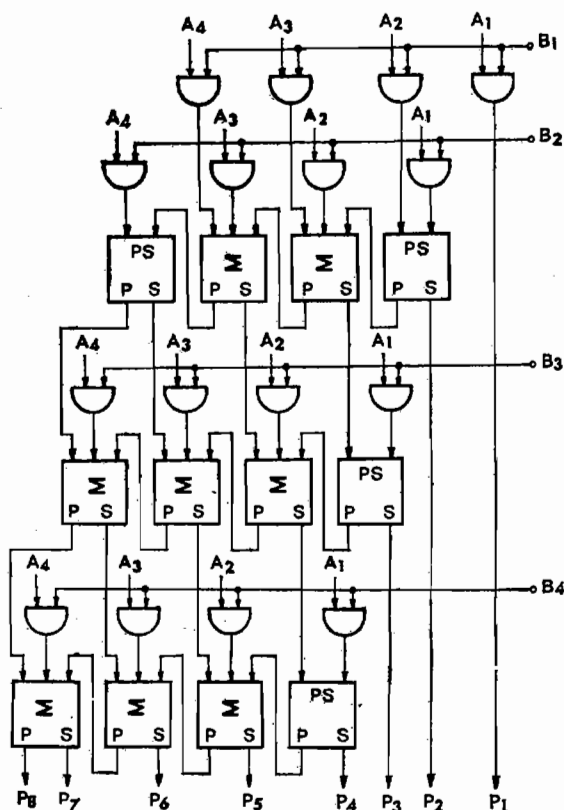 A4 A3 A2 A1 B1
A4 A3 A2 A1 B2
PS M M PS
P S P S P S P S
A4 A3 A2 A1 B3
M M M PS
P S P S P S P S
A4 A3 A2 A1 B4
M M M PS
P S P S P S P S
P8 P7 P6 P5 P4 P3 P2 P1